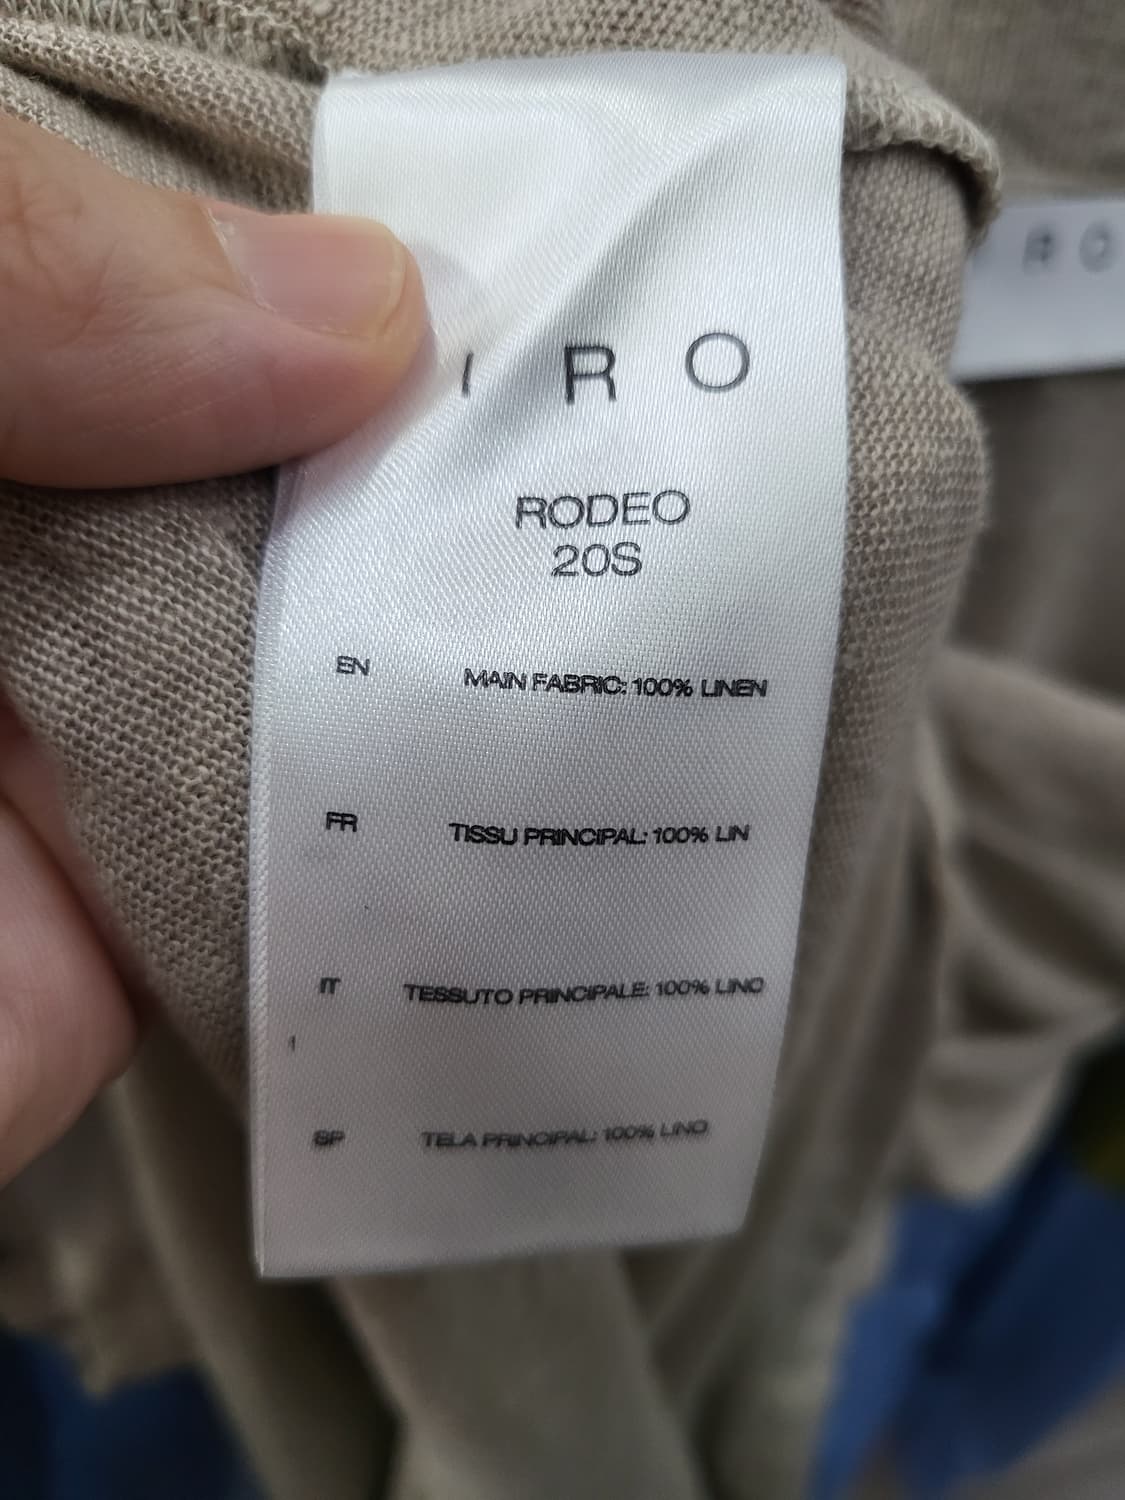 IRO
RODEO
20S
EN MAIN FABRIC: 100% LINEN
FR TISSU PRINCIPAL: 100% LIN
IT TESSUTO PRINCIPALE: 100% LINO
SP TELA PRINCIPAL: 100% LINO
RO